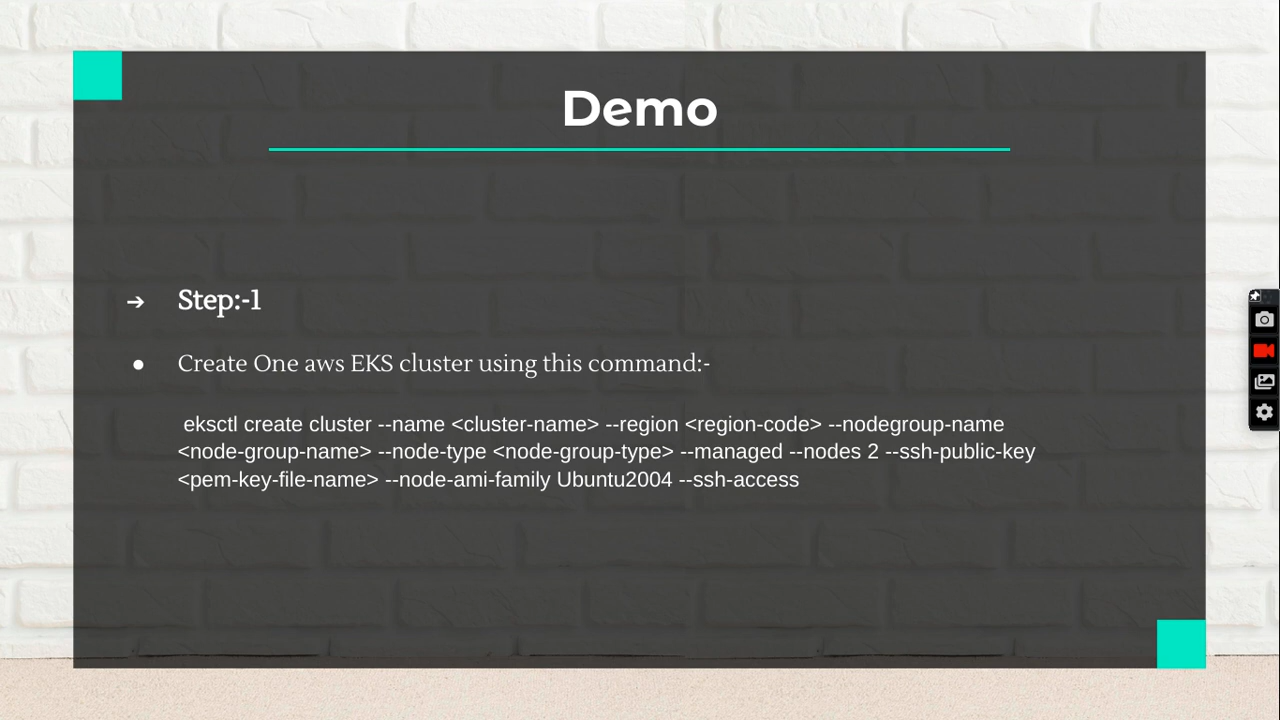 Demo
➔ Step:-1
● Create One aws EKS cluster using this command:-
eksctl create cluster --name <cluster-name> --region <region-code> --nodegroup-name
<node-group-name> --node-type <node-group-type> --managed --nodes 2 --ssh-public-key
<pem-key-file-name> --node-ami-family Ubuntu2004 --ssh-access